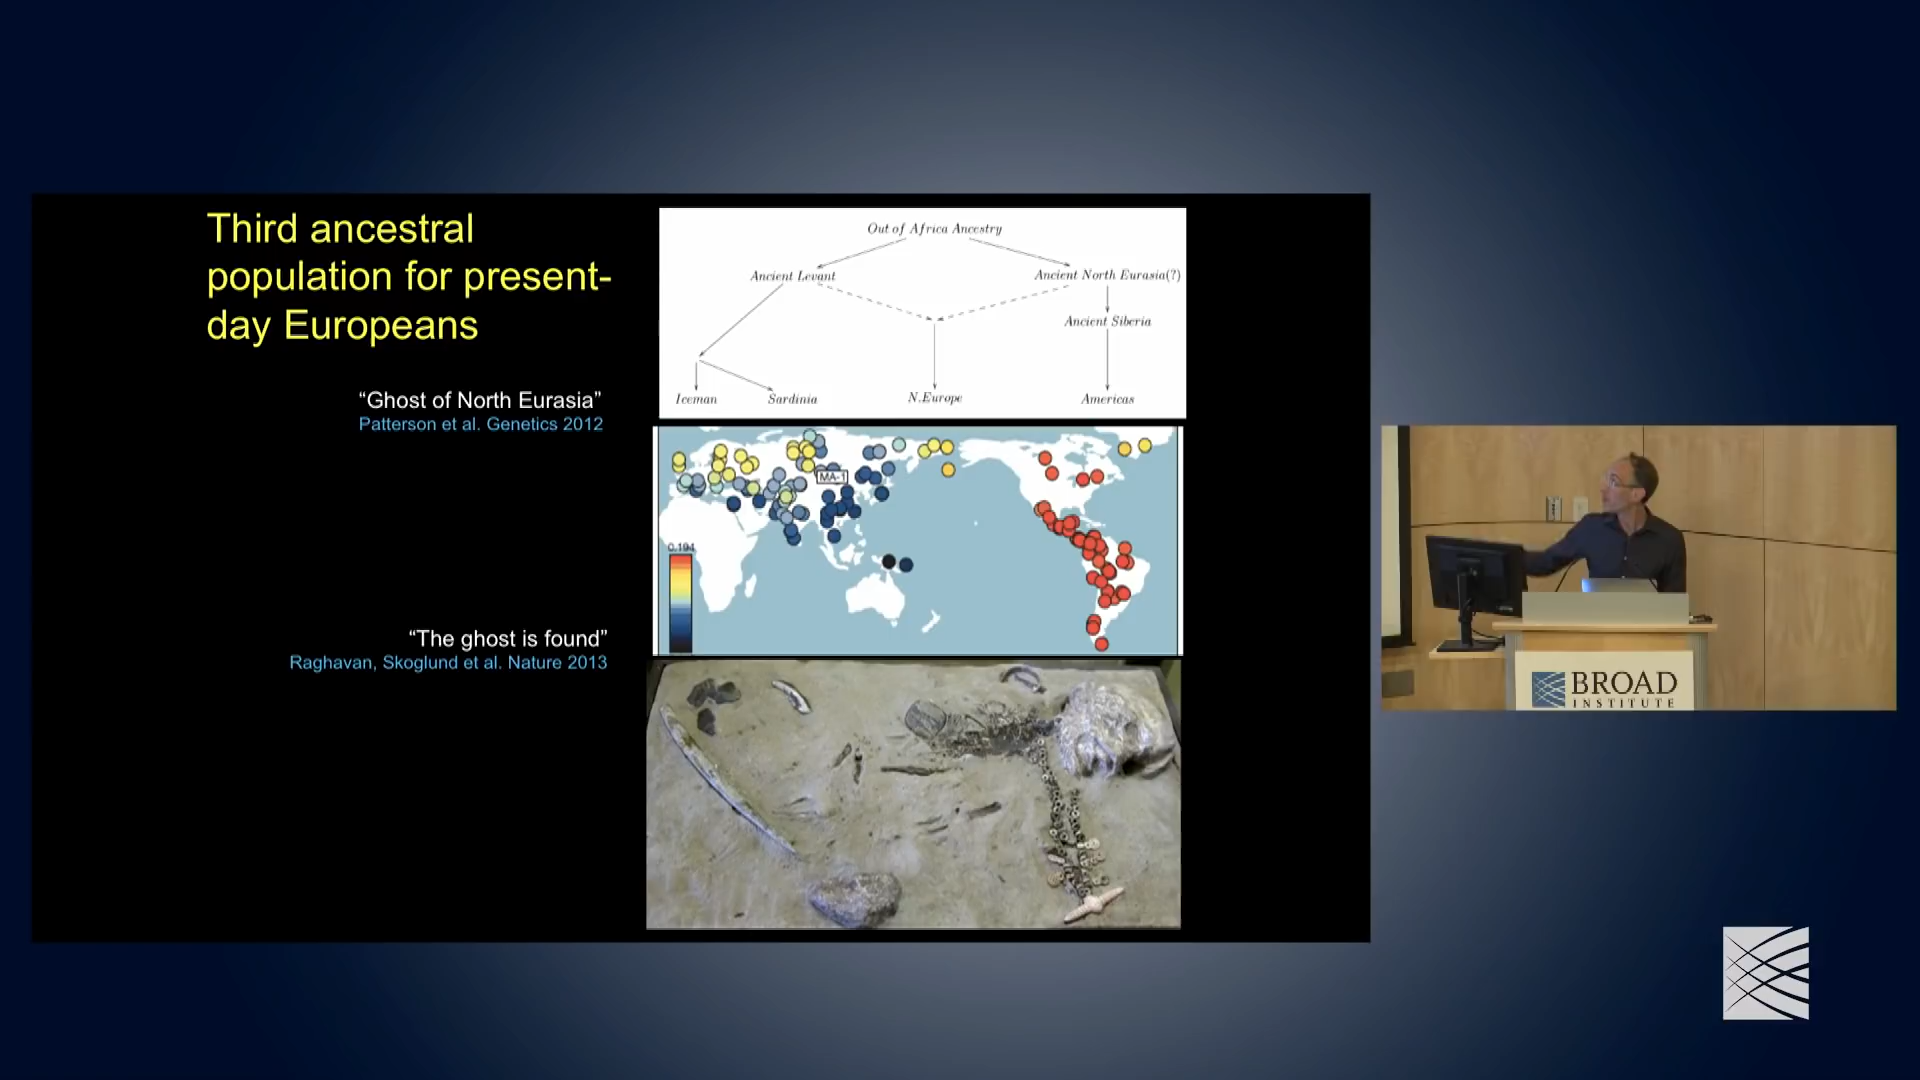 Third ancestral
population for present-
day Europeans
“Ghost of North Eurasia”
Patterson et al. Genetics 2012
“The ghost is found”
Raghavan, Skoglund et al. Nature 2013
Out of Africa Ancestry
Ancient Levant
Ancient North Eurasia(?)
Ancient Siberia
Iceman
Sardinia
N.Europe
Americas
MA-1
0.194
BROAD
INSTITUTE